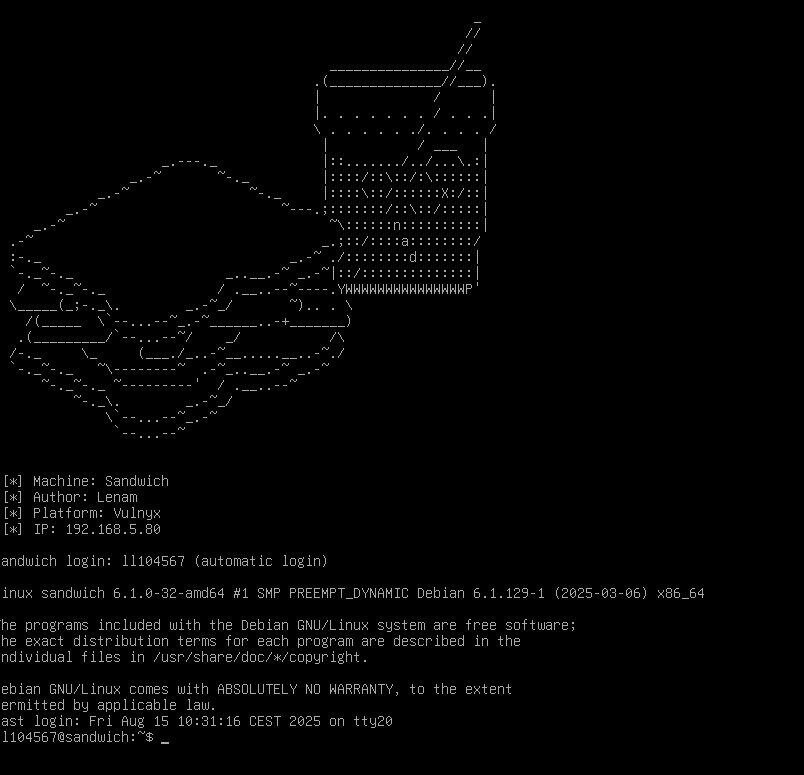 [*] Machine: Sandwich
[*] Author: Lenam
[*] Platform: Vulnyx
[*] IP: 192.168.5.80
andwich login: ll104567 (automatic login)
inux sandwich 6.1.0-32-amd64 #1 SMP PREEMPT_DYNAMIC Debian 6.1.129-1 (2025-03-06) x86_64
he programs included with the Debian GNU/Linux system are free software;
he exact distribution terms for each program are described in the
ndividual files in /usr/share/doc/*/copyright.
ebian GNU/Linux comes with ABSOLUTELY NO WARRANTY, to the extent
ermitted by applicable law.
ast login: Fri Aug 15 10:31:16 CEST 2025 on tty20
l104567@sandwich:~$ _